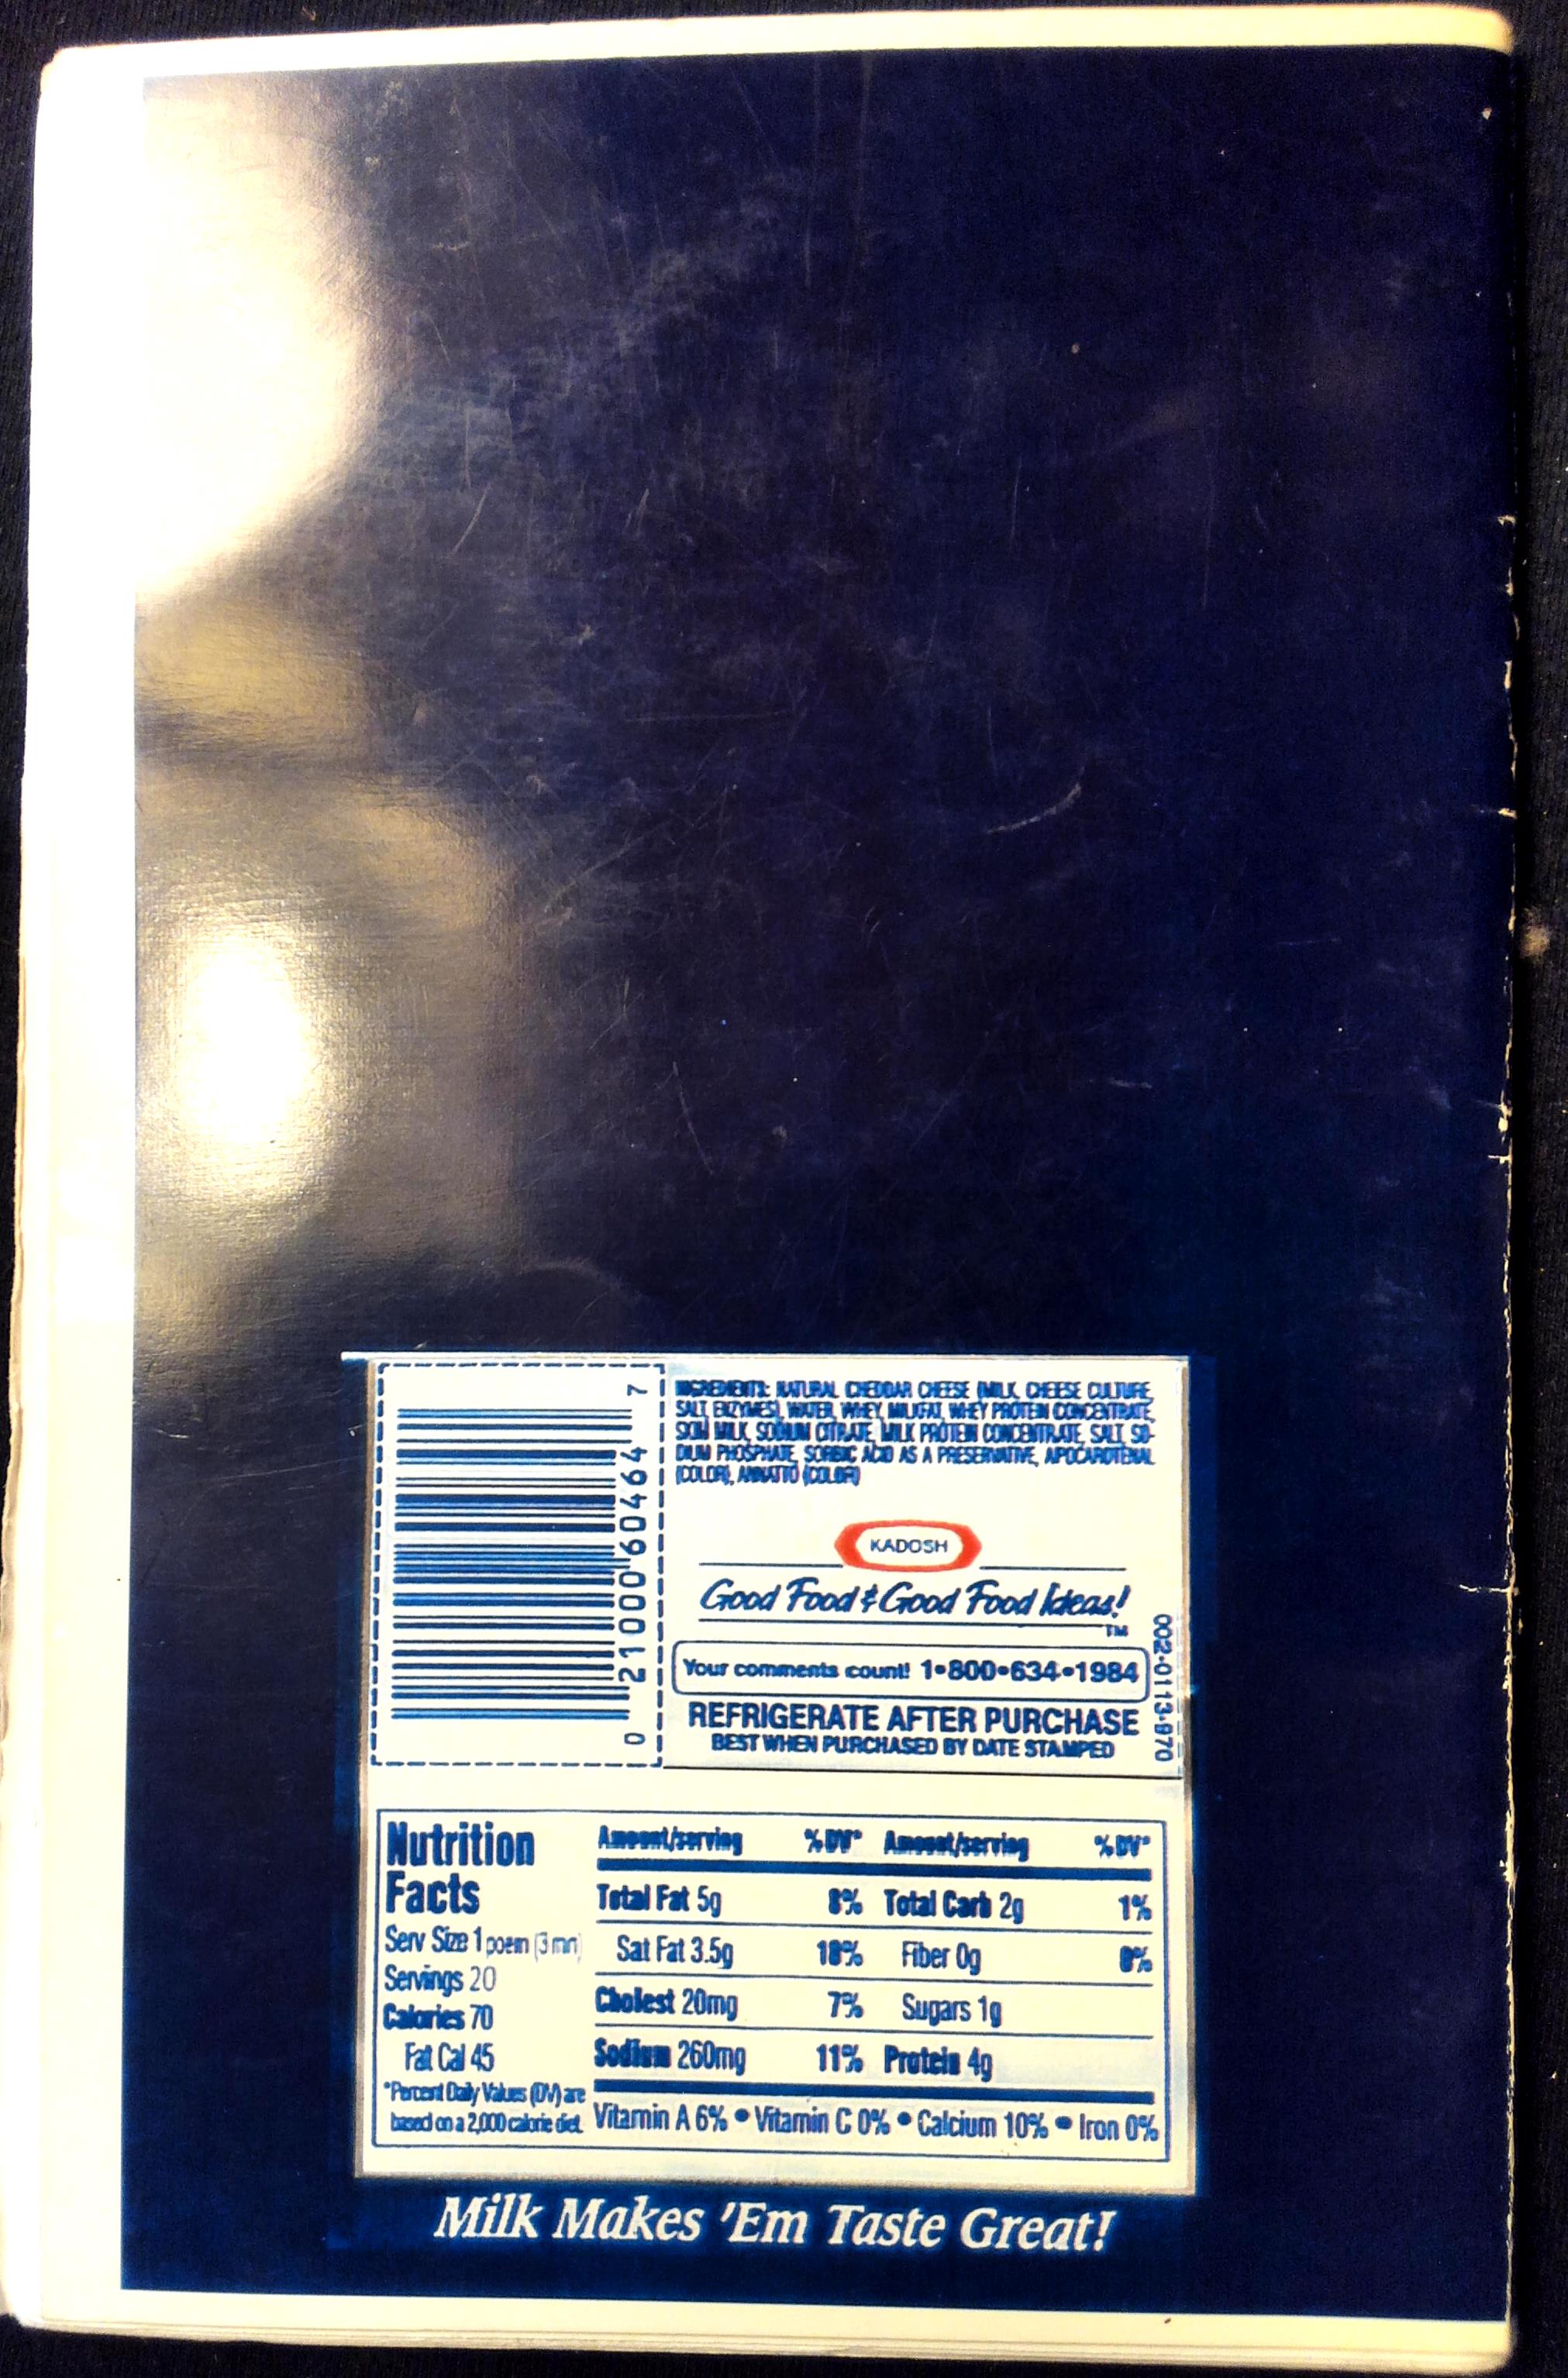 INGREDIENTS: NATURAL CHEDDAR CHEESE (MILK, CHEESE CULTURE,
SALT, ENZYMES), WATER, WHEY, MILKFAT, WHEY PROTEIN CONCENTRATE,
MILK, SODIUM CITRATE, MILK PROTEIN CONCENTRATE, SALT, SO-
DIUM PHOSPHATE, SORBIC ACID AS A PRESERVATIVE, APOCAROTENAL
(COLOR), ANNATTO (COLOR)
0 21000 60464 7
KADOSH
Good Food & Good Food Ideas!
TM
Your comments count! 1•800•634•1984
REFRIGERATE AFTER PURCHASE
BEST WHEN PURCHASED BY DATE STAMPED
002-0113-970
Nutrition
Facts
Serv Size 1 poem (3 mn)
Servings 20
Calories 70
Fat Cal 45
*Percent Daily Values (DV) are
based on a 2,000 calorie diet.
Amount/serving %DV* Amount/serving %DV*
Total Fat 5g 8% Total Carb 2g 1%
Sat Fat 3.5g 18% Fiber 0g 0%
Cholest 20mg 7% Sugars 1g
Sodium 260mg 11% Protein 4g
Vitamin A 6% • Vitamin C 0% • Calcium 10% • Iron 0%
Milk Makes 'Em Taste Great!